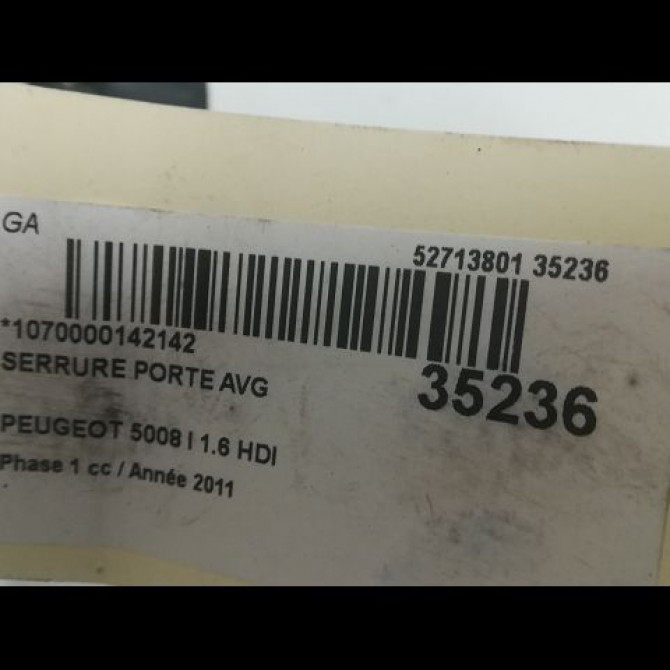 GA
52713801 35236
*1070000142142
SERRURE PORTE AVG
35236
PEUGEOT 5008 I 1.6 HDI
Phase 1 cc / Année 2011